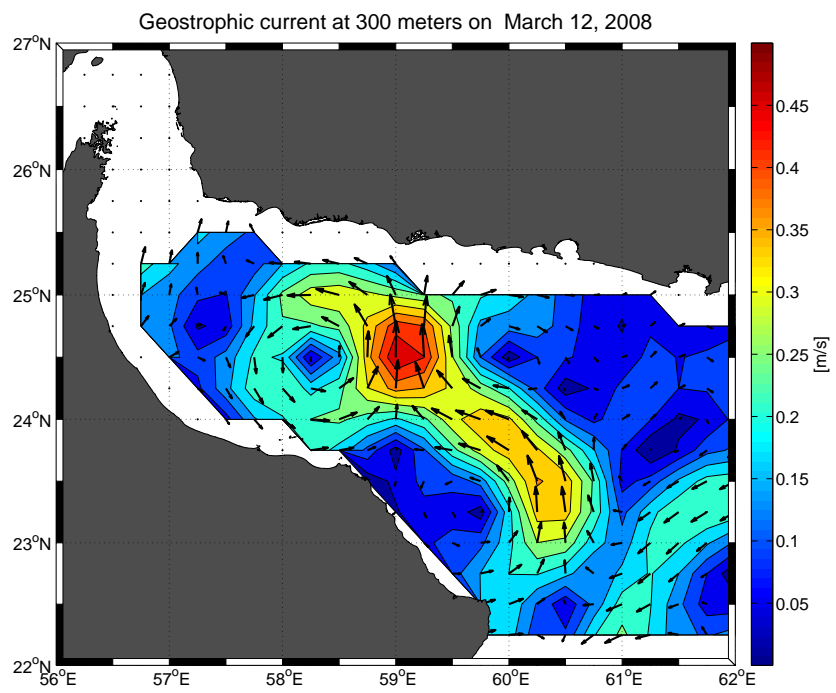 Geostrophic current at 300 meters on March 12, 2008
27°N
26°N
25°N
24°N
23°N
22°N
56°E
57°E
58°E
59°E
60°E
61°E
62°E
0.45
0.4
0.35
0.3
0.25
0.2
0.15
0.1
0.05
[m/s]